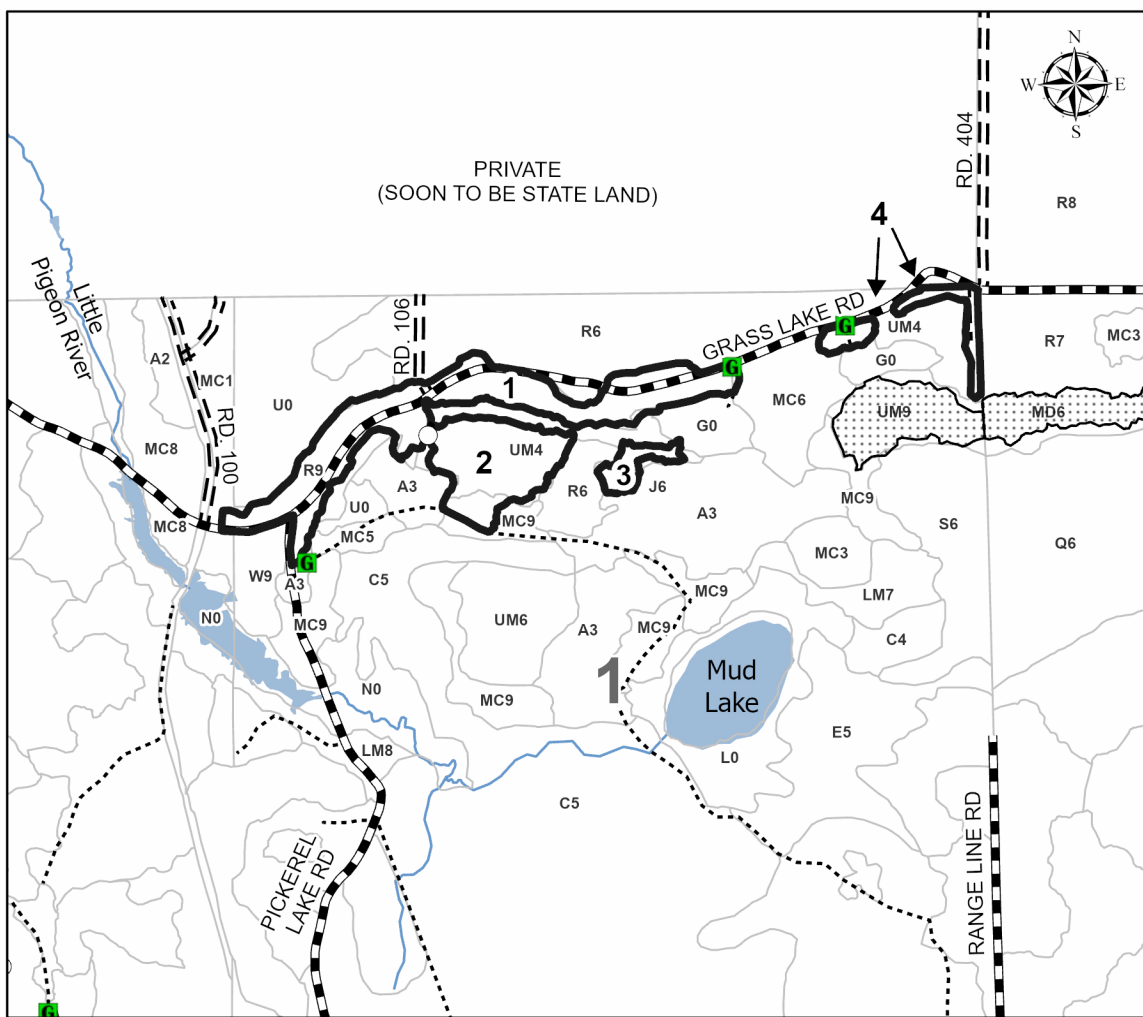 N
W
E
S
PRIVATE
(SOON TO BE STATE LAND)
RD. 404
R8
4
Little
Pigeon River
A2
MC1
RD. 106
R6
GRASS LAKE RD
G
UM4
R7
MC3
G0
G
U0
1
MC6
UM9
MD6
RD. 100
MC8
R9
UM4
G0
2
A3
R6
3
J6
MC9
U0
MC9
A3
S6
MC8
MC5
MC3
Q6
G
W9
A3
C5
MC9
LM7
N0
MC9
UM6
A3
MC9
C4
1
Mud
Lake
N0
MC9
E5
LM8
L0
C5
PICKEREL
LAKE RD
RANGE LINE RD
G